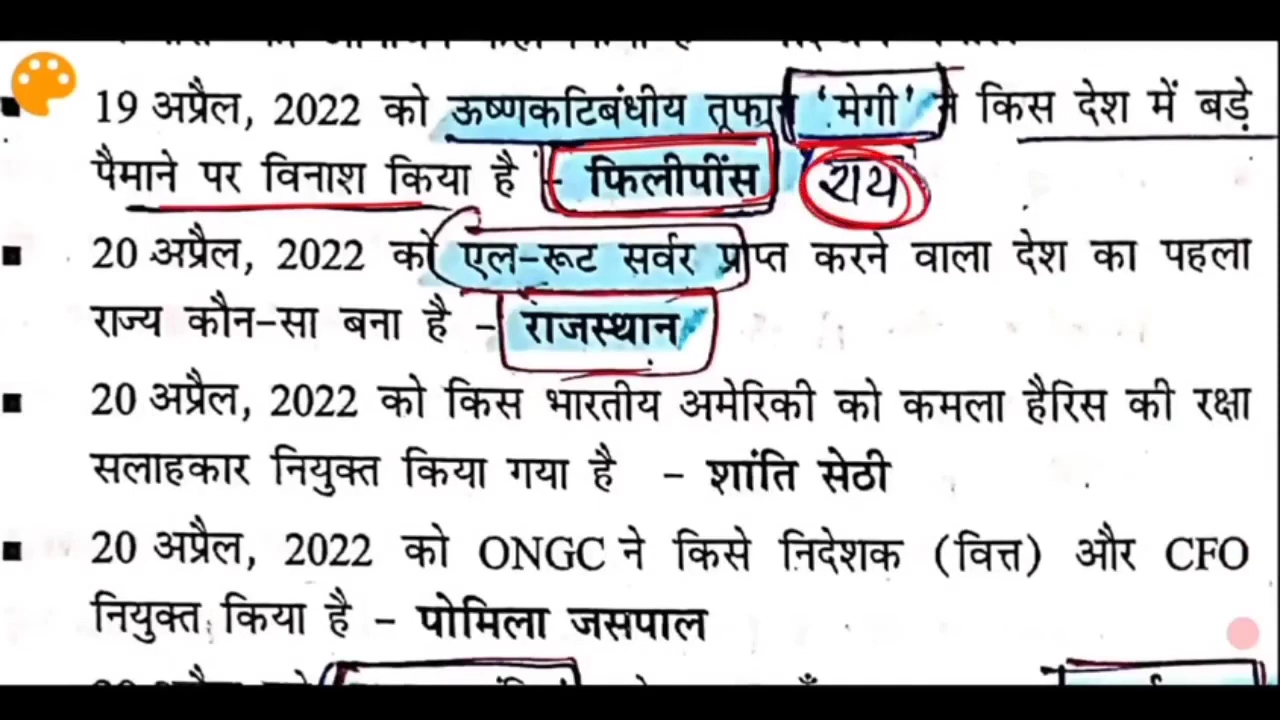 19 अप्रैल, 2022 को ऊष्णकटिबंधीय तूफान 'मेगी' ने किस देश में बड़े
पैमाने पर विनाश किया है - फिलीपींस राय
20 अप्रैल, 2022 को एल-रूट सर्वर प्राप्त करने वाला देश का पहला
राज्य कौन-सा बना है - राजस्थान
20 अप्रैल, 2022 को किस भारतीय अमेरिकी को कमला हैरिस की रक्षा
सलाहकार नियुक्त किया गया है - शांति सेठी
20 अप्रैल, 2022 को ONGC ने किसे निदेशक (वित्त) और CFO
नियुक्त किया है - पोमिला जसपाल